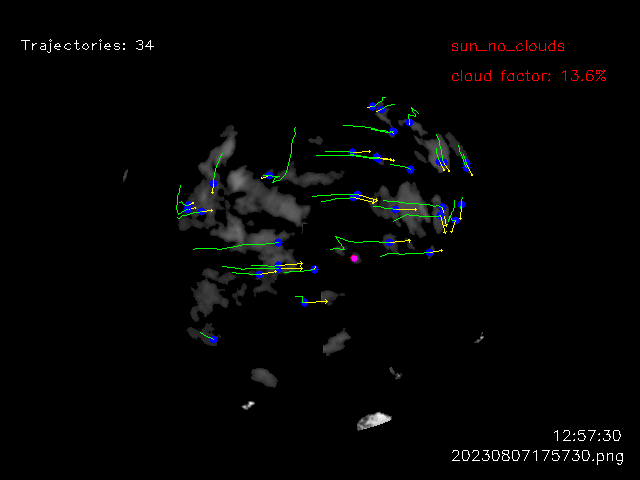 Trajectories: 34
sun_no_clouds
cloud factor: 13.6%
12:57:30
20230807175730.png